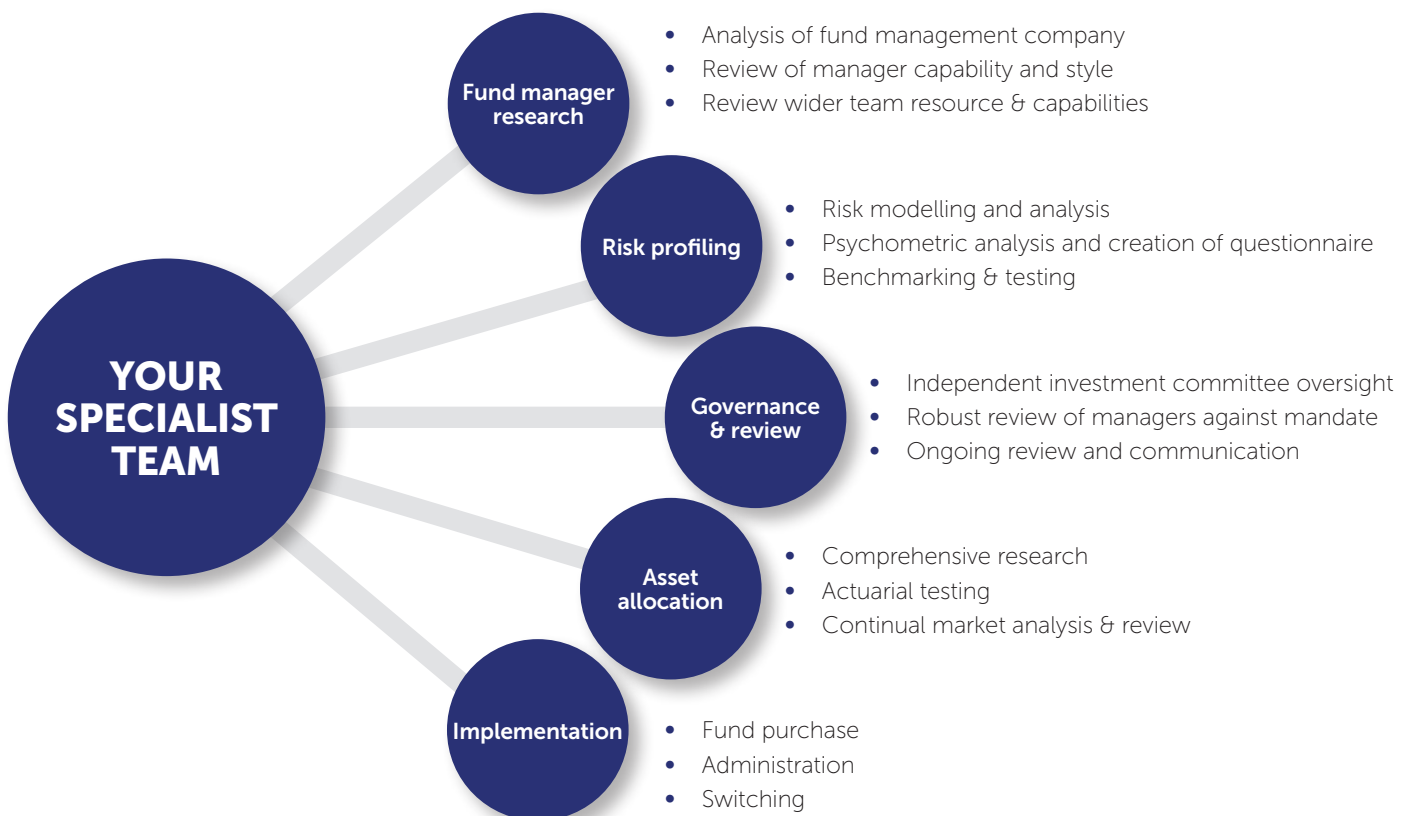 YOUR
SPECIALIST
TEAM
Fund manager
research
• Analysis of fund management company
• Review of manager capability and style
• Review wider team resource & capabilities
Risk profiling
• Risk modelling and analysis
• Psychometric analysis and creation of questionnaire
• Benchmarking & testing
Governance
& review
• Independent investment committee oversight
• Robust review of managers against mandate
• Ongoing review and communication
Asset
allocation
• Comprehensive research
• Actuarial testing
• Continual market analysis & review
Implementation
• Fund purchase
• Administration
• Switching